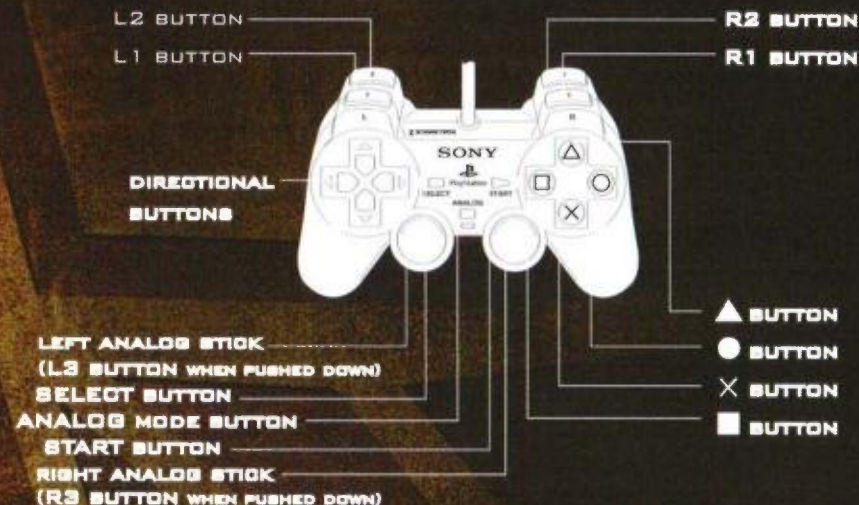 L2 BUTTON
R2 BUTTON
L1 BUTTON
R1 BUTTON
SONY
PlayStation
SELECT
START
ANALOG
DIRECTIONAL
BUTTONS
▲ BUTTON
LEFT ANALOG STICK
(L3 BUTTON WHEN PUSHED DOWN)
● BUTTON
SELECT BUTTON
✕ BUTTON
ANALOG MODE BUTTON
■ BUTTON
START BUTTON
RIGHT ANALOG STICK
(R3 BUTTON WHEN PUSHED DOWN)